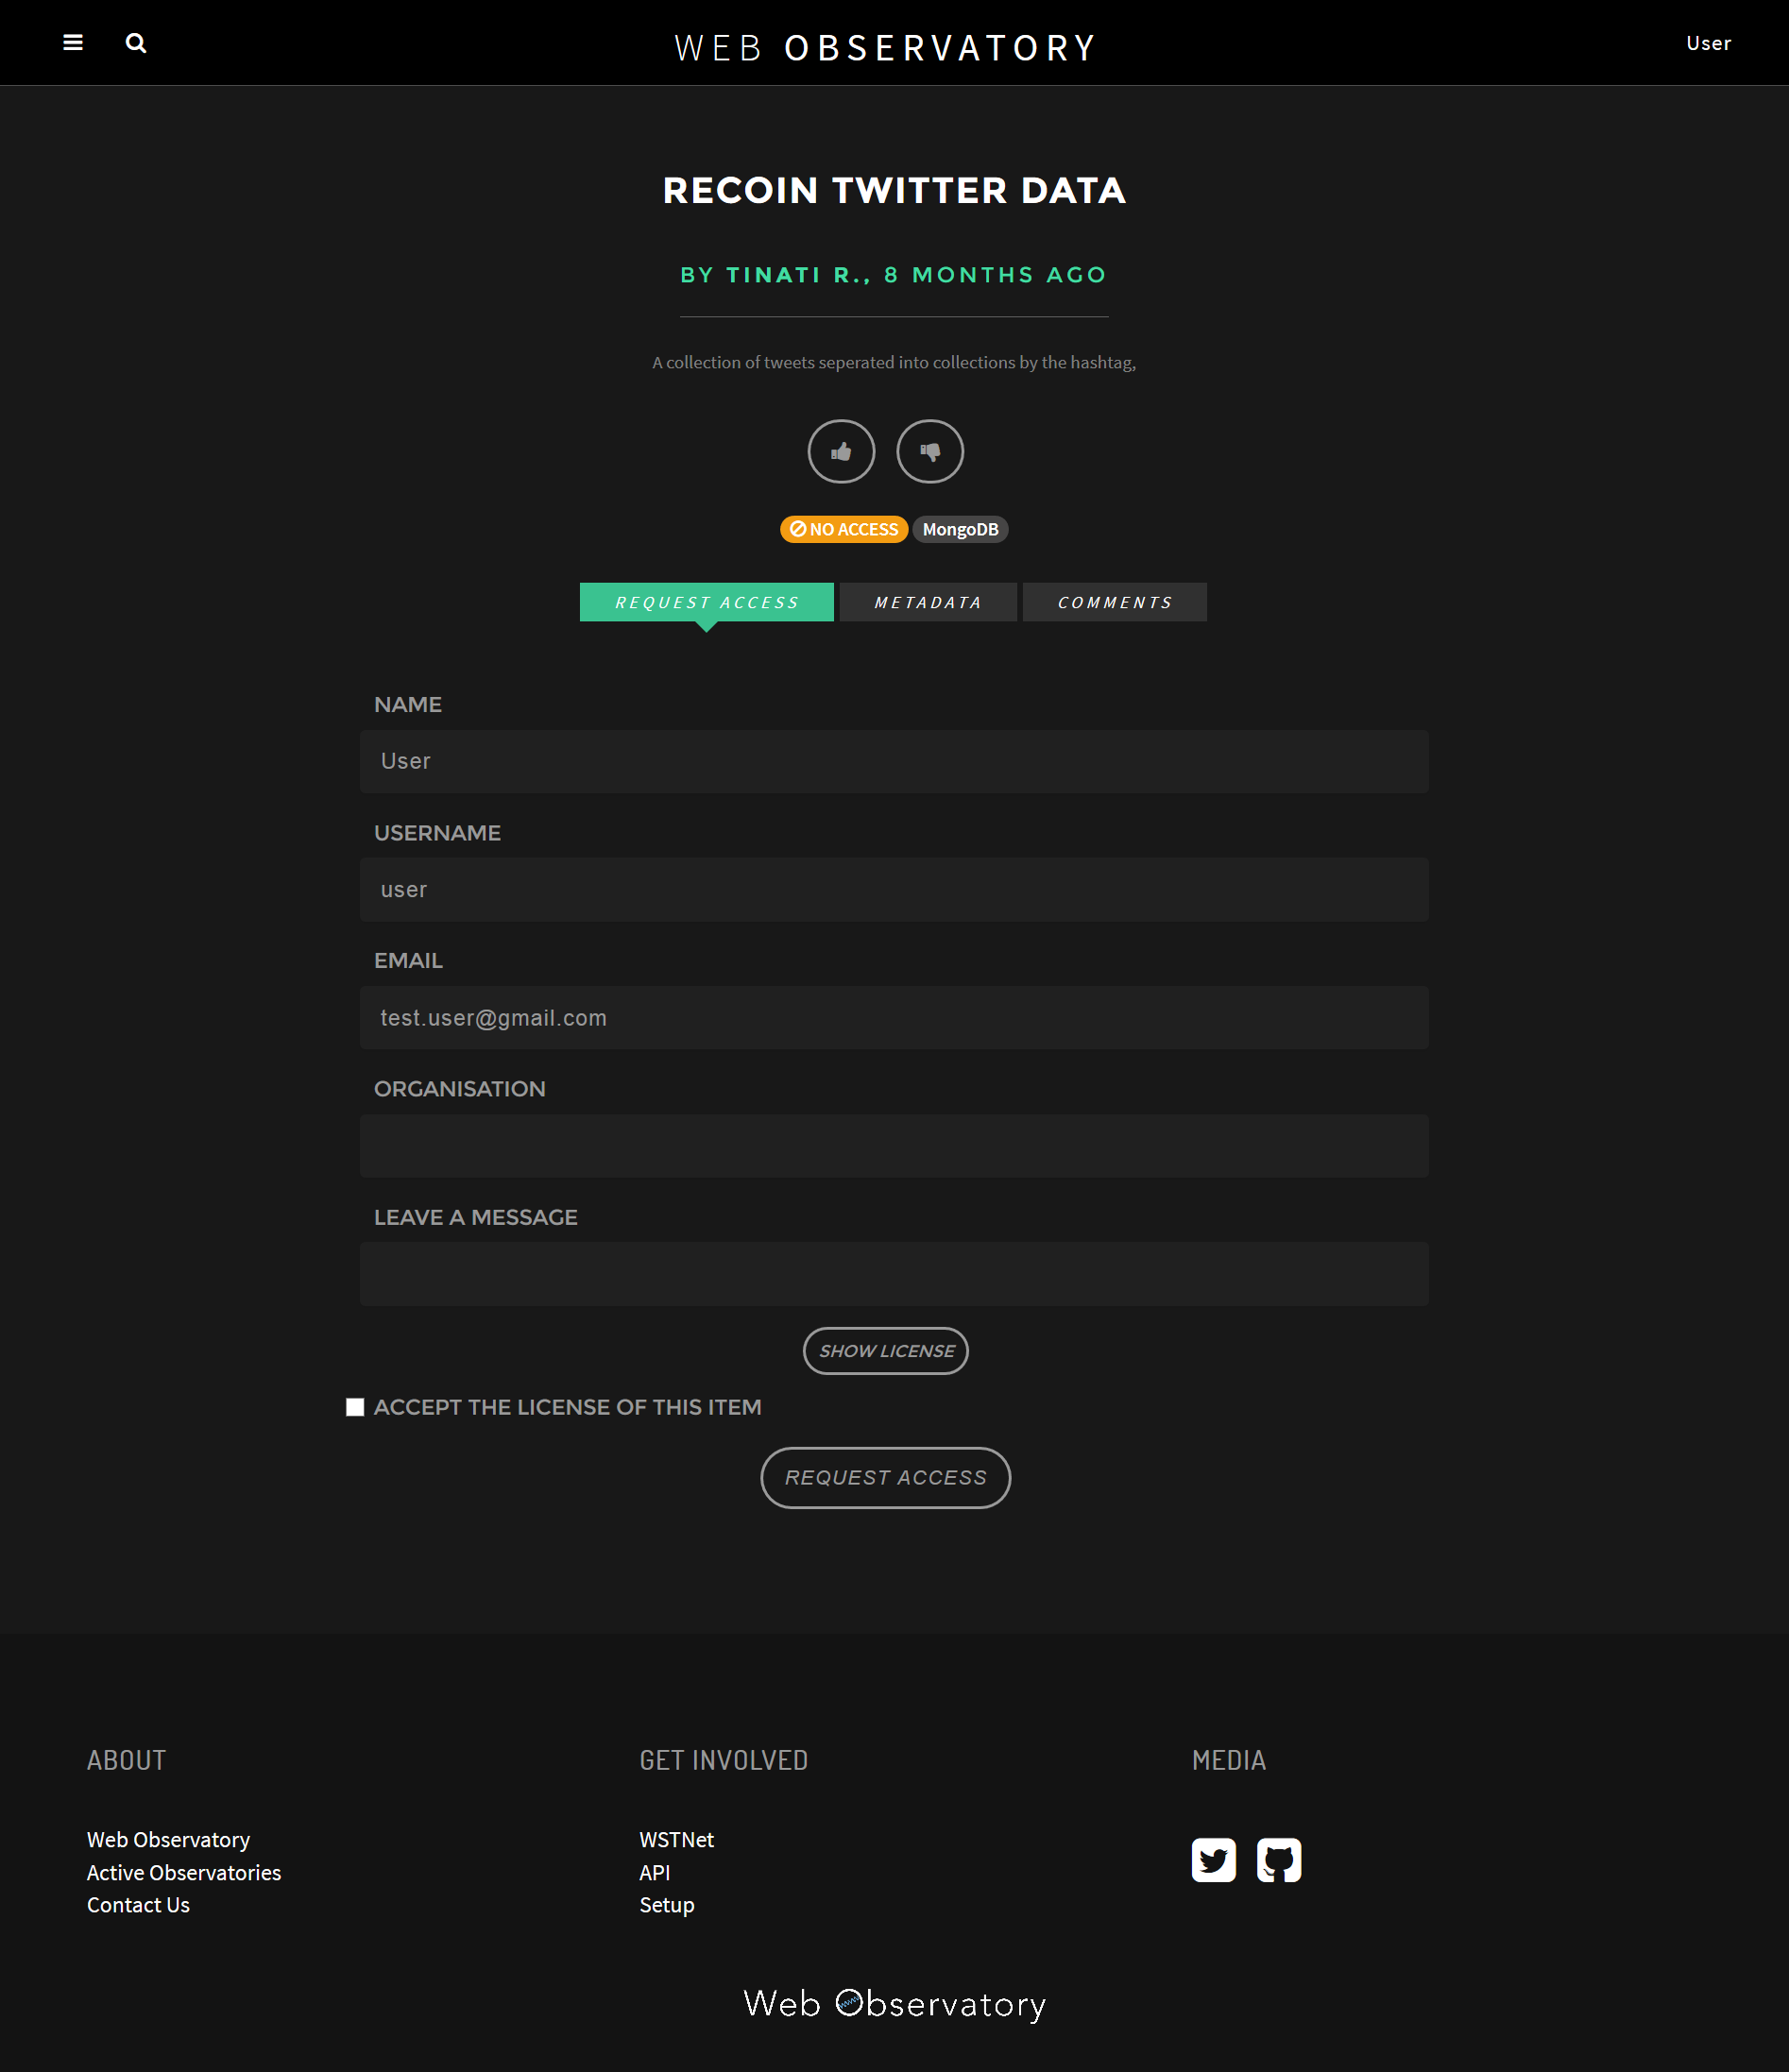 WEB OBSERVATORY
User
RECOIN TWITTER DATA
BY TINATI R., 8 MONTHS AGO
A collection of tweets seperated into collections by the hashtag,
NO ACCESS MongoDB
REQUEST ACCESS METADATA COMMENTS
NAME
User
USERNAME
user
EMAIL
test.user@gmail.com
ORGANISATION
LEAVE A MESSAGE
SHOW LICENSE
ACCEPT THE LICENSE OF THIS ITEM
REQUEST ACCESS
ABOUT
Web Observatory
Active Observatories
Contact Us
GET INVOLVED
WSTNet
API
Setup
MEDIA
Web Observatory